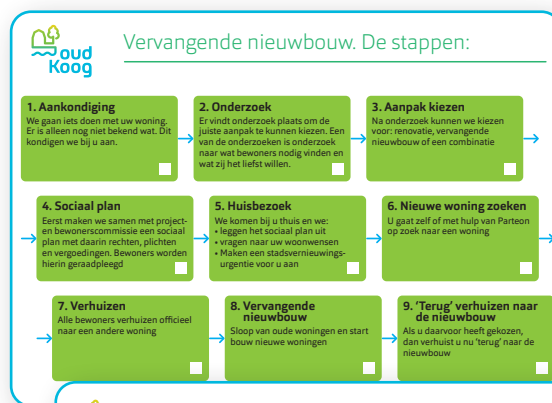 oud
Koog
Vervangende nieuwbouw. De stappen:
1. Aankondiging
We gaan iets doen met uw woning.
Er is alleen nog niet bekend wat. Dit
kondigen we bij u aan.
2. Onderzoek
Er vindt onderzoek plaats om de
juiste aanpak te kunnen kiezen. Een
van de onderzoeken is onderzoek
naar wat bewoners nodig vinden en
wat zij het liefst willen.
3. Aanpak kiezen
Na onderzoek kunnen we kiezen
voor: renovatie, vervangende
nieuwbouw of een combinatie
4. Sociaal plan
Eerst maken we samen met project-
en bewonerscommissie een sociaal
plan met daarin rechten, plichten
en vergoedingen. Bewoners worden
hierin geraadpleegd
5. Huisbezoek
We komen bij u thuis en we:
• leggen het sociaal plan uit
• vragen naar uw woonwensen
• Maken een stadsvernieuwings-
urgentie voor u aan
6. Nieuwe woning zoeken
U gaat zelf of met hulp van Parteon
op zoek naar een woning
7. Verhuizen
Alle bewoners verhuizen officieel
naar een andere woning
8. Vervangende
nieuwbouw
Sloop van oude woningen en start
bouw nieuwe woningen
9. ‘Terug’ verhuizen naar
de nieuwbouw
Als u daarvoor heeft gekozen,
dan verhuist u nu ‘terug’ naar de
nieuwbouw